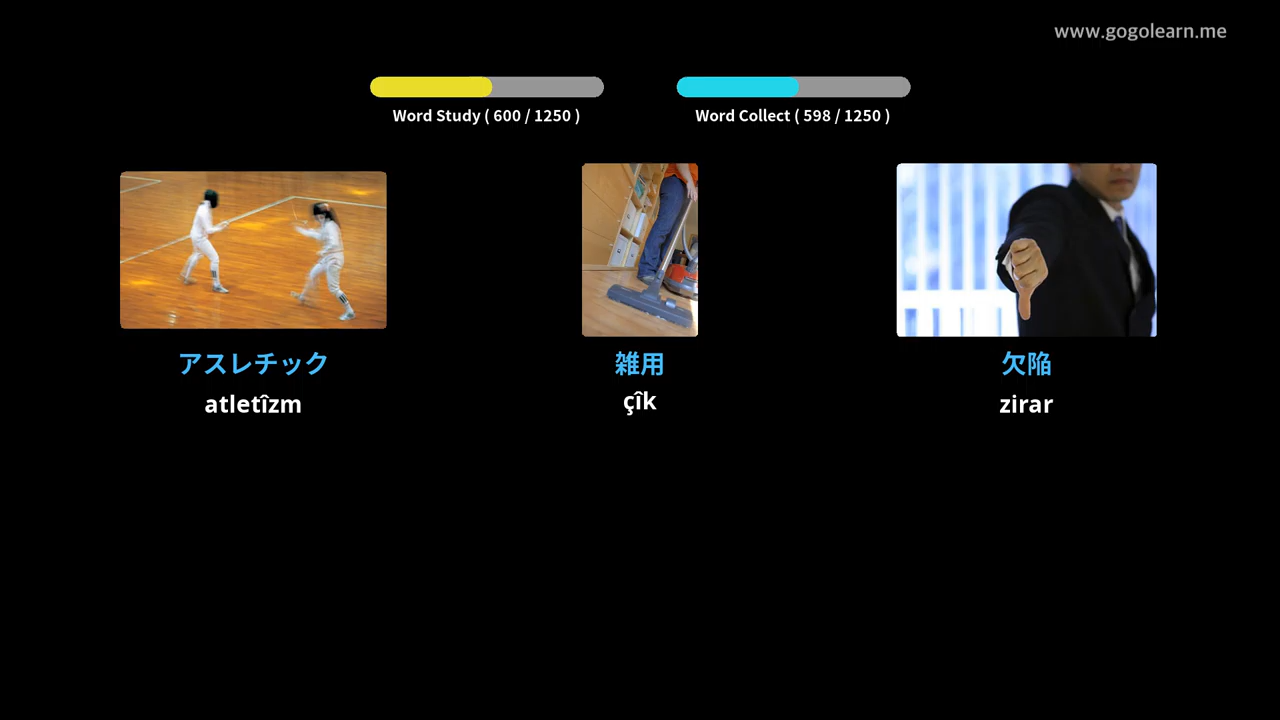 www.gogolearn.me
Word Study ( 600 / 1250 )
Word Collect ( 598 / 1250 )
アスレチック
雑用
欠陥
atletîzm
çîk
zirar